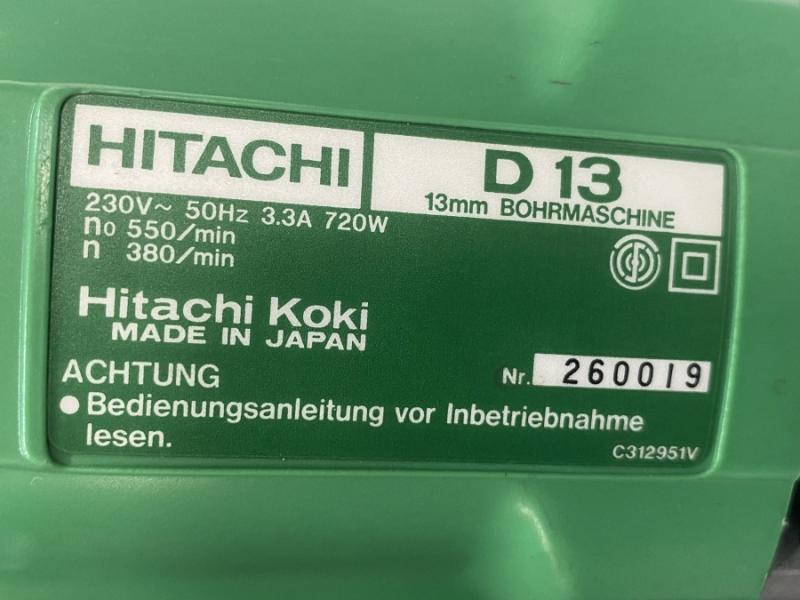 HITACHI
D 13
13mm BOHRMASCHINE
230V~ 50Hz 3.3A 720W
no 550/min
n 380/min
Hitachi Koki
MADE IN JAPAN
ACHTUNG
Nr. 260019
● Bedienungsanleitung vor Inbetriebnahme
lesen.
C312951V